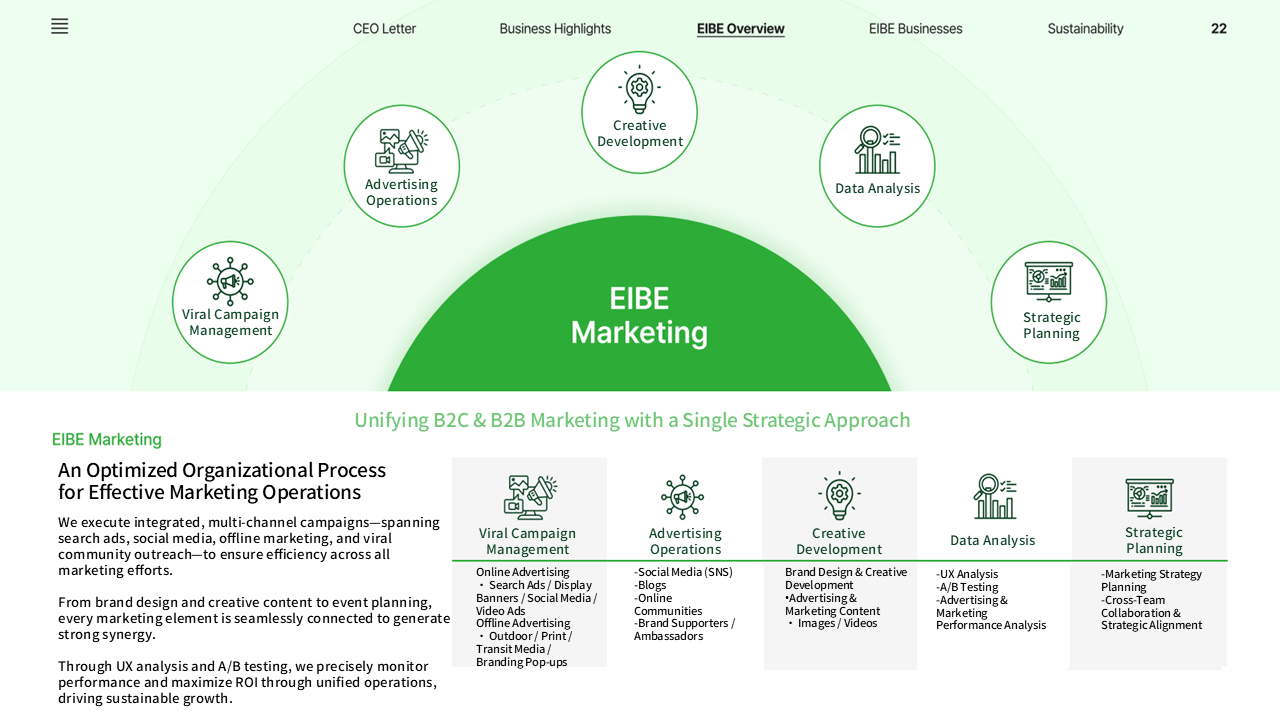 CEO Letter
Business Highlights
EIBE Overview
EIBE Businesses
Sustainability
22
Creative
Development
Advertising
Operations
Data Analysis
Viral Campaign
Management
Strategic
Planning
EIBE
Marketing
Unifying B2C & B2B Marketing with a Single Strategic Approach
EIBE Marketing
An Optimized Organizational Process
for Effective Marketing Operations
We execute integrated, multi-channel campaigns—spanning
search ads, social media, offline marketing, and viral
community outreach—to ensure efficiency across all
marketing efforts.
From brand design and creative content to event planning,
every marketing element is seamlessly connected to generate
strong synergy.
Through UX analysis and A/B testing, we precisely monitor
performance and maximize ROI through unified operations,
driving sustainable growth.
Viral Campaign
Management
Online Advertising
・ Search Ads / Display
Banners / Social Media /
Video Ads
Offline Advertising
・ Outdoor / Print /
Transit Media /
Branding Pop-ups
Advertising
Operations
-Social Media (SNS)
-Blogs
-Online
Communities
-Brand Supporters /
Ambassadors
Creative
Development
Brand Design & Creative
Development
•Advertising &
Marketing Content
・ Images / Videos
Data Analysis
-UX Analysis
-A/B Testing
-Advertising &
Marketing
Performance Analysis
Strategic
Planning
-Marketing Strategy
Planning
-Cross-Team
Collaboration &
Strategic Alignment